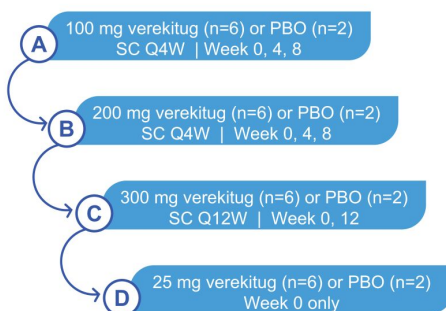 A
100 mg verekitug (n=6) or PBO (n=2)
SC Q4W | Week 0, 4, 8
B
200 mg verekitug (n=6) or PBO (n=2)
SC Q4W | Week 0, 4, 8
C
300 mg verekitug (n=6) or PBO (n=2)
SC Q12W | Week 0, 12
D
25 mg verekitug (n=6) or PBO (n=2)
Week 0 only